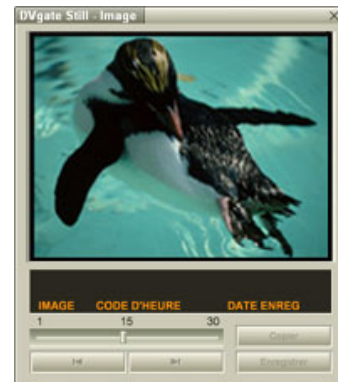 DVgate Still - Image
IMAGE CODE D'HEURE DATE ENREG
1 15 30
Copier
Enregistrer